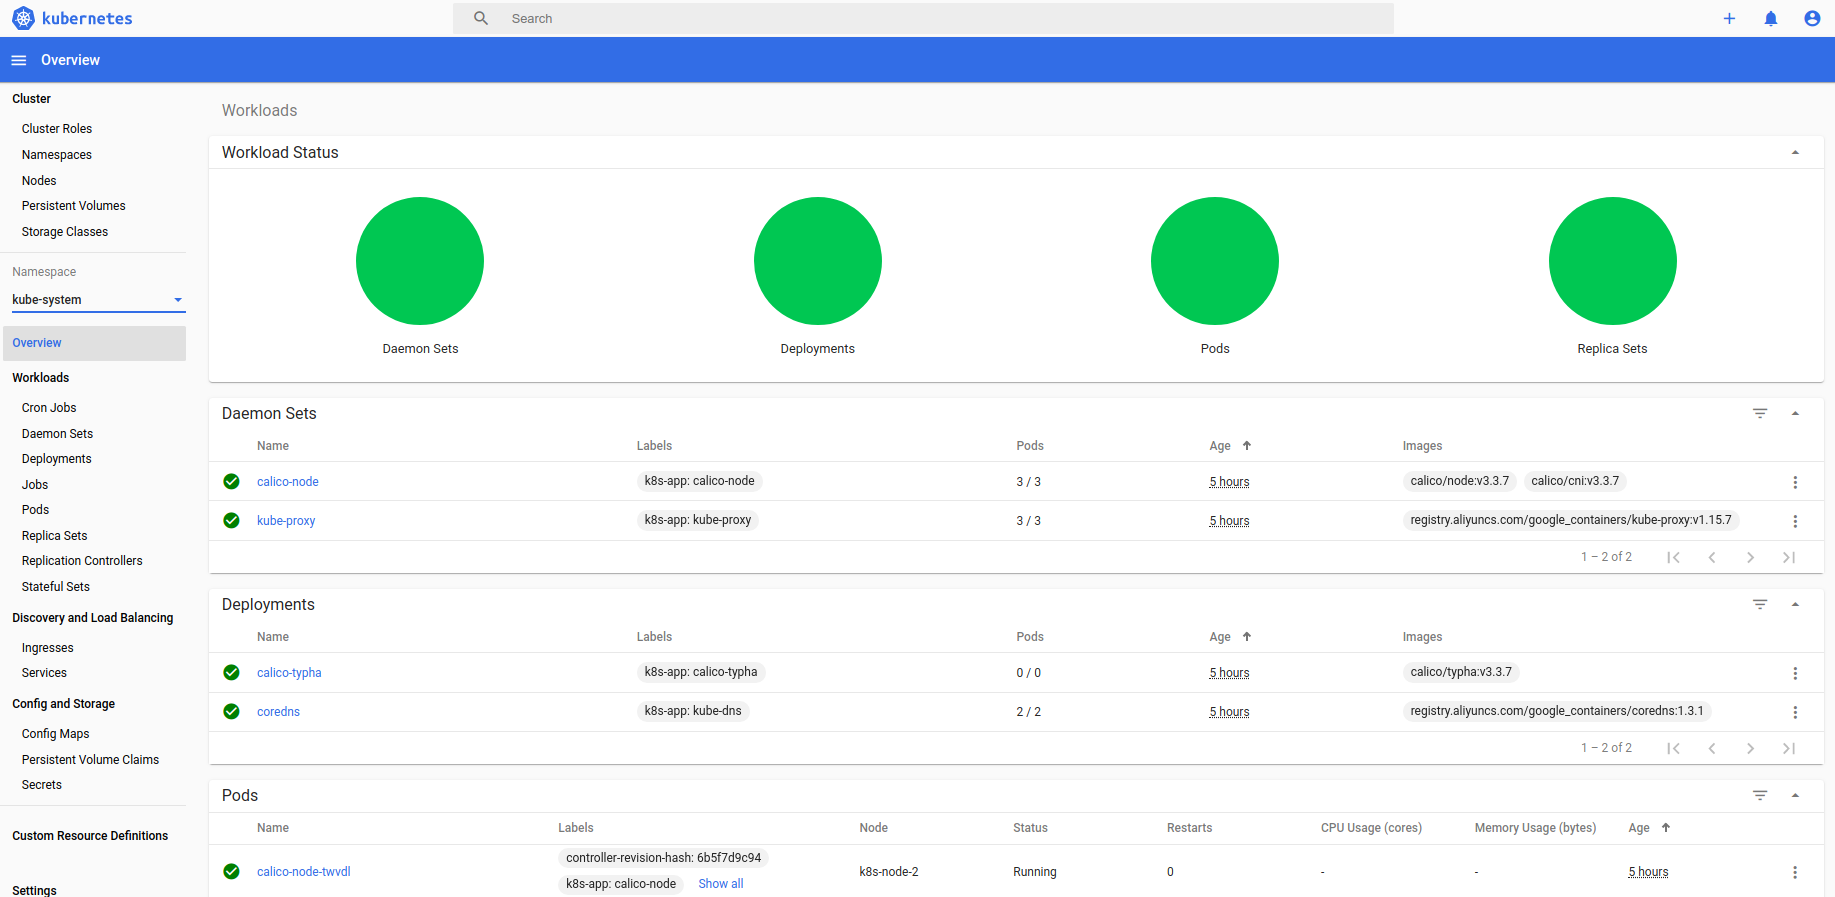 kubernetes
Search
Overview
Cluster
Cluster Roles
Namespaces
Nodes
Persistent Volumes
Storage Classes
Namespace
kube-system
Overview
Workloads
Cron Jobs
Daemon Sets
Deployments
Jobs
Pods
Replica Sets
Replication Controllers
Stateful Sets
Discovery and Load Balancing
Ingresses
Services
Config and Storage
Config Maps
Persistent Volume Claims
Secrets
Custom Resource Definitions
Settings
Workloads
Workload Status
Daemon Sets Deployments Pods Replica Sets
Daemon Sets
Name Labels Pods Age Images
calico-node k8s-app: calico-node 3 / 3 5 hours calico/node:v3.3.7 calico/cni:v3.3.7
kube-proxy k8s-app: kube-proxy 3 / 3 5 hours registry.aliyuncs.com/google_containers/kube-proxy:v1.15.7
1 – 2 of 2
Deployments
Name Labels Pods Age Images
calico-typha k8s-app: calico-typha 0 / 0 5 hours calico/typha:v3.3.7
coredns k8s-app: kube-dns 2 / 2 5 hours registry.aliyuncs.com/google_containers/coredns:1.3.1
1 – 2 of 2
Pods
Name Labels Node Status Restarts CPU Usage (cores) Memory Usage (bytes) Age
controller-revision-hash: 6b5f7d9c94
calico-node-twvdl k8s-node-2 Running 0 - - 5 hours
k8s-app: calico-node Show all